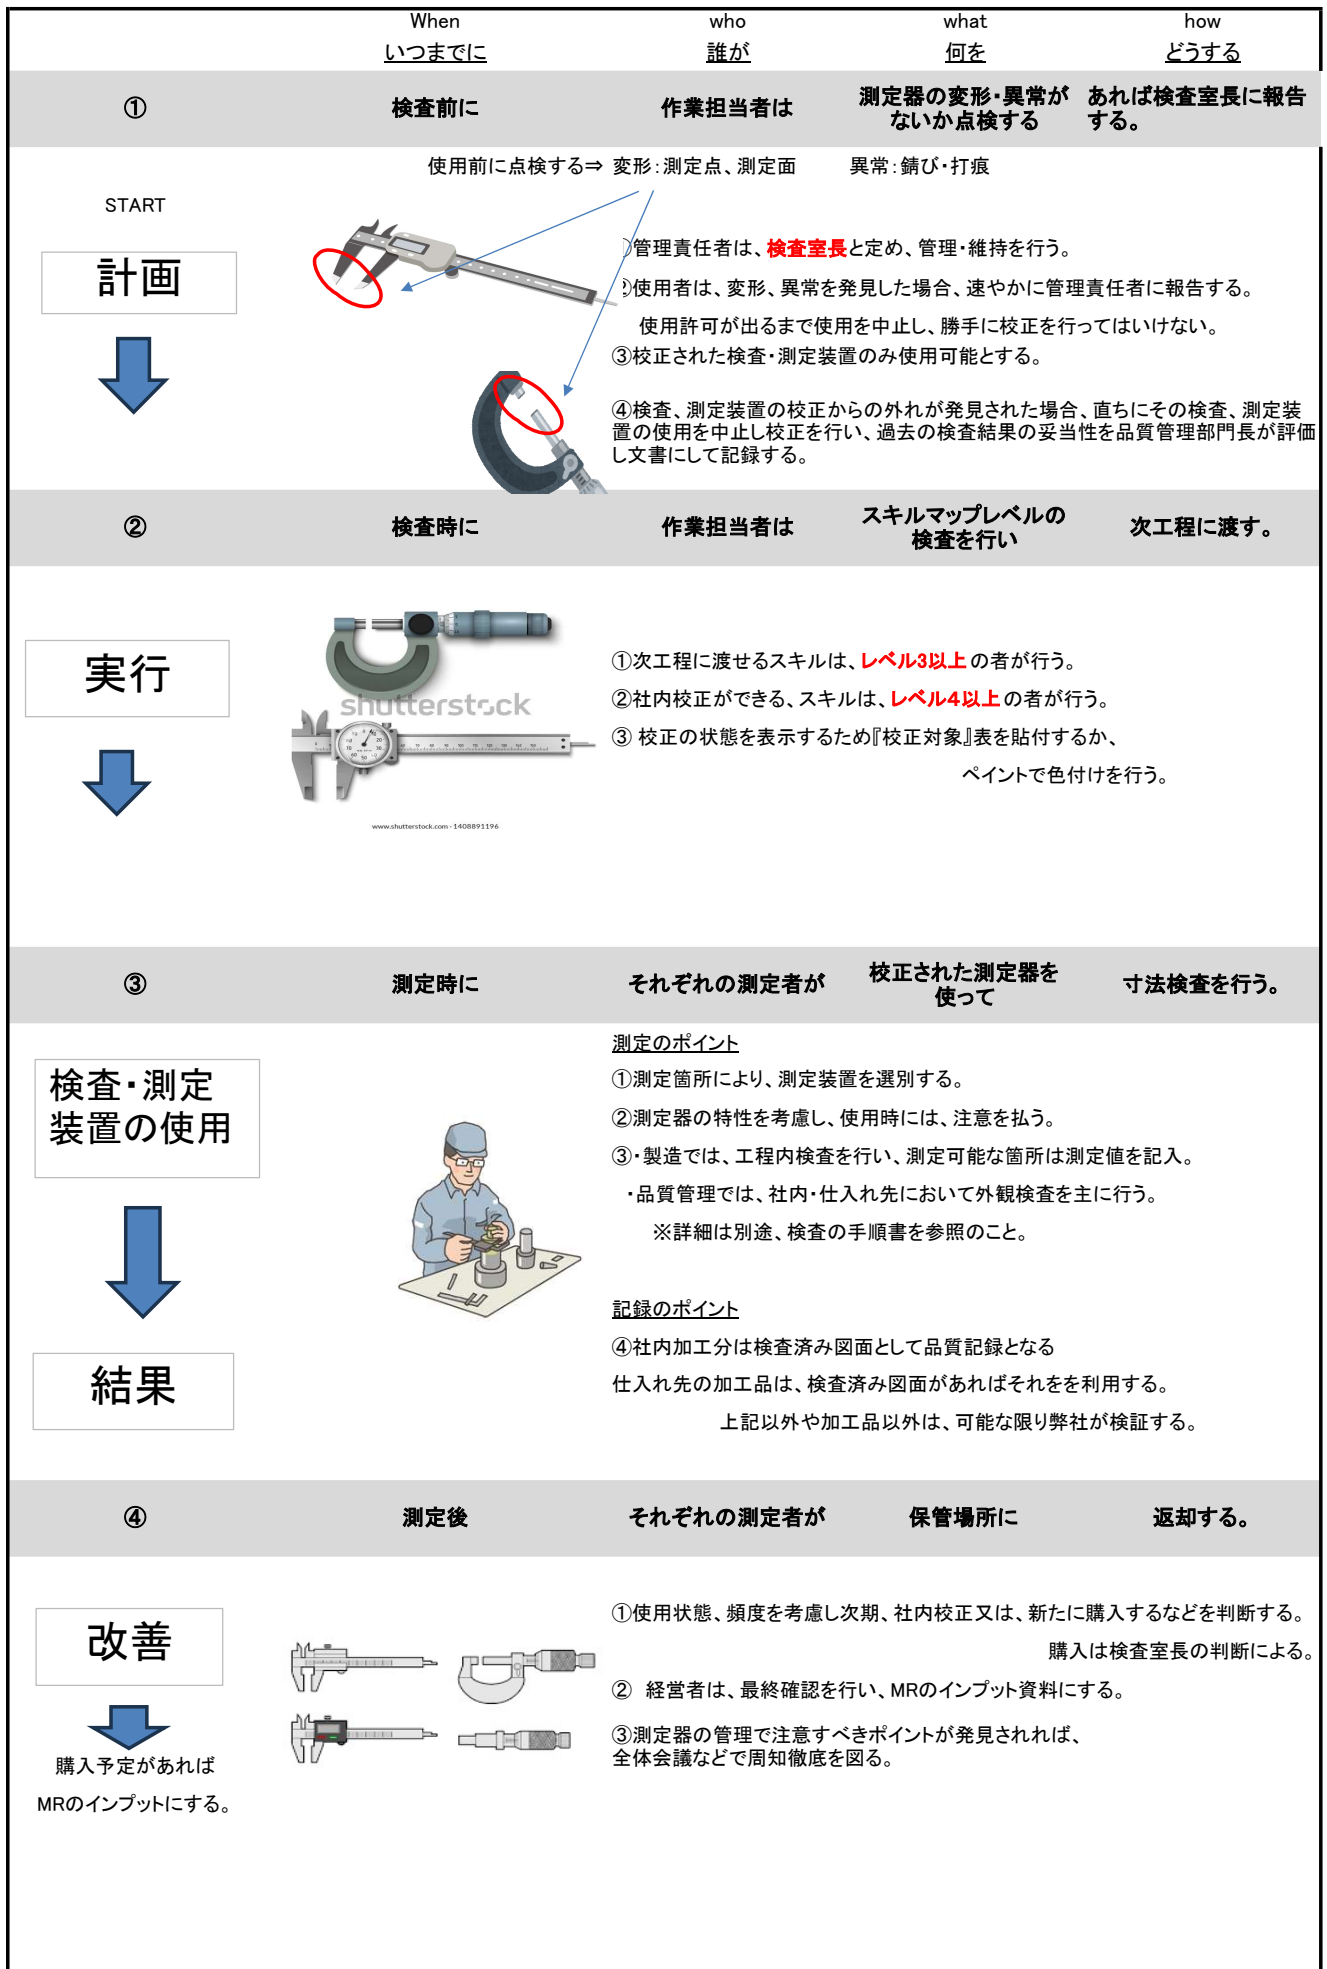 When who what how
いつまでに 誰が 何を どうする
① 検査前に 作業担当者は 測定器の変形・異常が あれば検査室長に報告
ないか点検する する。
使用前に点検する⇒ 変形：測定点、測定面 異常：錆び・打痕
START
計画
管理責任者は、検査室長と定め、管理・維持を行う。
②使用者は、変形、異常を発見した場合、速やかに管理責任者に報告する。
使用許可が出るまで使用を中止し、勝手に校正を行ってはいけない。
③校正された検査・測定装置のみ使用可能とする。
④検査、測定装置の校正からの外れが発見された場合、直ちにその検査、測定装
置の使用を中止し校正を行い、過去の検査結果の妥当性を品質管理部門長が評価
し文書にして記録する。
② 検査時に 作業担当者は スキルマップレベルの 次工程に渡す。
検査を行い
実行
①次工程に渡せるスキルは、レベル3以上の者が行う。
②社内校正ができる、スキルは、レベル４以上の者が行う。
③ 校正の状態を表示するため『校正対象』表を貼付するか、
ペイントで色付けを行う。
shutterstock
www.shutterstock.com · 1408891196
③ 測定時に それぞれの測定者が 校正された測定器を 寸法検査を行う。
使って
検査・測定
装置の使用
測定のポイント
①測定箇所により、測定装置を選別する。
②測定器の特性を考慮し、使用時には、注意を払う。
③・製造では、工程内検査を行い、測定可能な箇所は測定値を記入。
・品質管理では、社内・仕入れ先において外観検査を主に行う。
※詳細は別途、検査の手順書を参照のこと。
記録のポイント
④社内加工分は検査済み図面として品質記録となる
仕入れ先の加工品は、検査済み図面があればそれをを利用する。
上記以外や加工品以外は、可能な限り弊社が検証する。
結果
④ 測定後 それぞれの測定者が 保管場所に 返却する。
改善
①使用状態、頻度を考慮し次期、社内校正又は、新たに購入するなどを判断する。
購入は検査室長の判断による。
② 経営者は、最終確認を行い、MRのインプット資料にする。
③測定器の管理で注意すべきポイントが発見されれば、
全体会議などで周知徹底を図る。
購入予定があれば
MRのインプットにする。